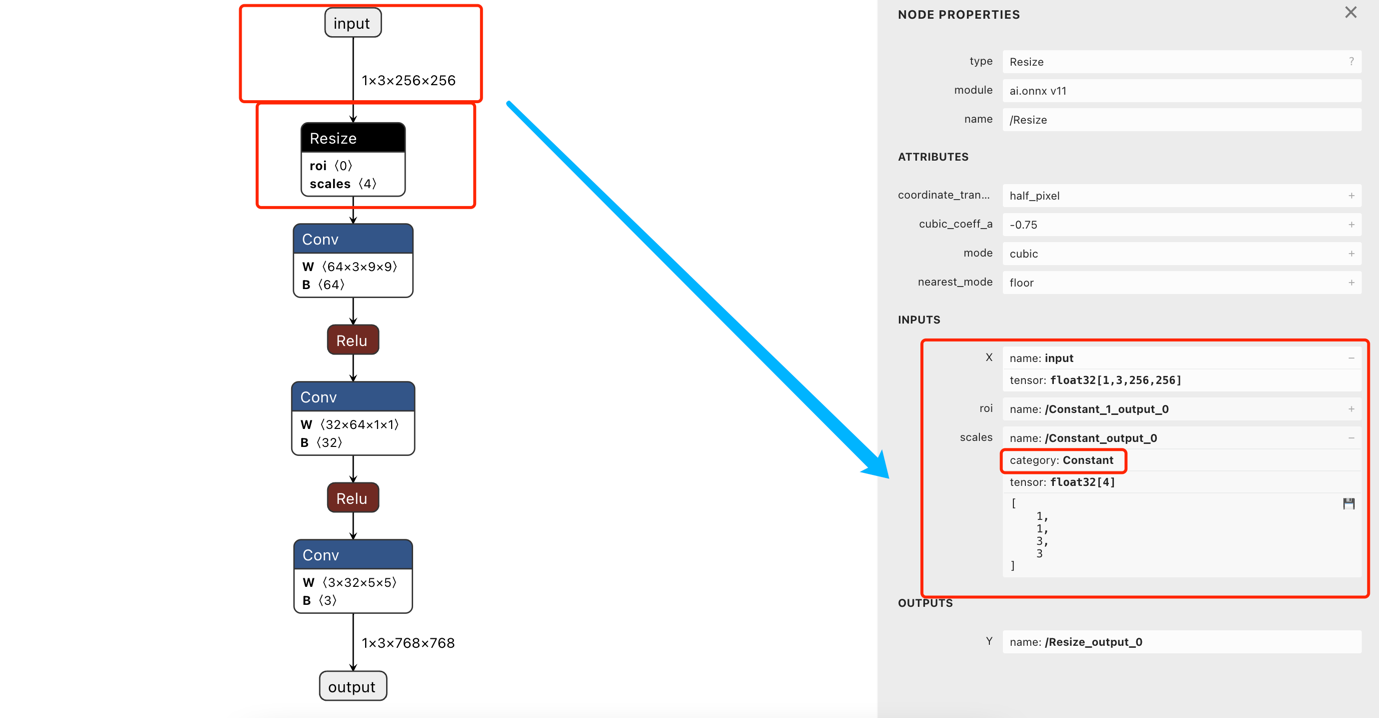 input
1×3×256×256
Resize
roi ⟨0⟩
scales ⟨4⟩
Conv
W ⟨64×3×9×9⟩
B ⟨64⟩
Relu
Conv
W ⟨32×64×1×1⟩
B ⟨32⟩
Relu
Conv
W ⟨3×32×5×5⟩
B ⟨3⟩
1×3×768×768
output
NODE PROPERTIES
type Resize ?
module ai.onnx v11
name /Resize
ATTRIBUTES
coordinate_tran... half_pixel +
cubic_coeff_a -0.75 +
mode cubic +
nearest_mode floor +
INPUTS
X name: input −
tensor: float32[1,3,256,256]
roi name: /Constant_1_output_0 +
scales name: /Constant_output_0 −
category: Constant
tensor: float32[4]
[
1,
1,
3,
3
]
OUTPUTS
Y name: /Resize_output_0